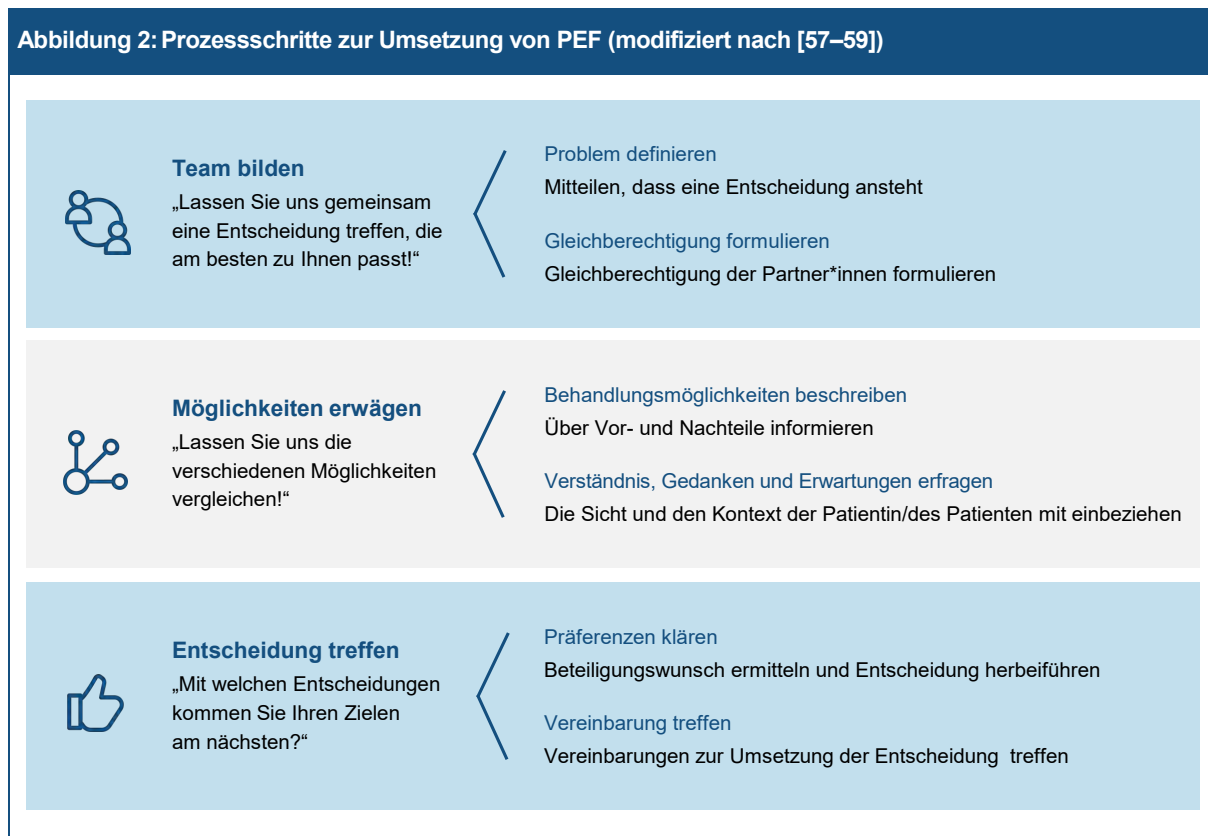 Abbildung 2: Prozessschritte zur Umsetzung von PEF (modifiziert nach [57–59])
Team bilden
„Lassen Sie uns gemeinsam
eine Entscheidung treffen, die
am besten zu Ihnen passt!“
Problem definieren
Mitteilen, dass eine Entscheidung ansteht
Gleichberechtigung formulieren
Gleichberechtigung der Partner*innen formulieren
Möglichkeiten erwägen
„Lassen Sie uns die
verschiedenen Möglichkeiten
vergleichen!“
Behandlungsmöglichkeiten beschreiben
Über Vor- und Nachteile informieren
Verständnis, Gedanken und Erwartungen erfragen
Die Sicht und den Kontext der Patientin/des Patienten mit einbeziehen
Entscheidung treffen
„Mit welchen Entscheidungen
kommen Sie Ihren Zielen
am nächsten?“
Präferenzen klären
Beteiligungswunsch ermitteln und Entscheidung herbeiführen
Vereinbarung treffen
Vereinbarungen zur Umsetzung der Entscheidung  treffen